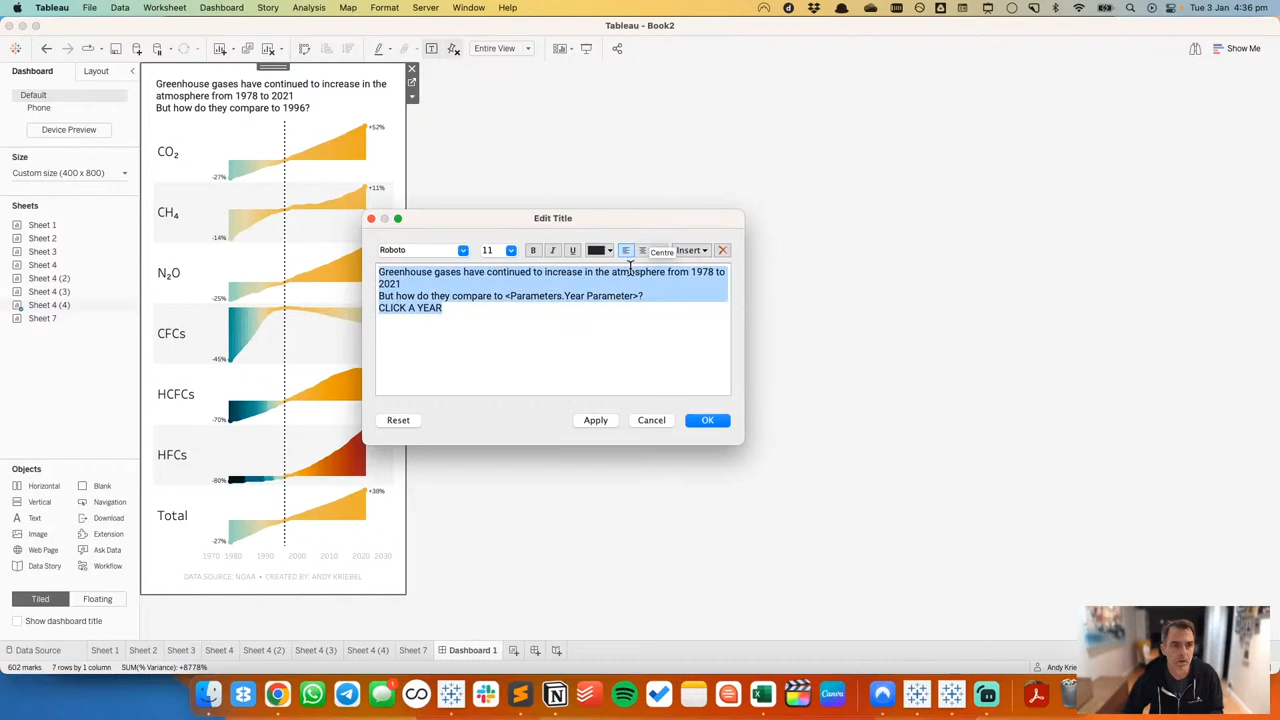 Tableau File Data Worksheet Dashboard Story Analysis Map Format Server Window Help Tue 3 Jan 4:36 pm
Tableau - Book2
Entire View Show Me
Dashboard Layout
Default
Phone
Device Preview
Size
Custom size (400 x 800)
Sheets
Sheet 1
Sheet 2
Sheet 3
Sheet 4
Sheet 4 (2)
Sheet 4 (3)
Sheet 4 (4)
Sheet 7
Objects
Horizontal Blank
Vertical Navigation
Text Download
Image Extension
Web Page Ask Data
Data Story Workflow
Tiled Floating
Show dashboard title
Greenhouse gases have continued to increase in the
atmosphere from 1978 to 2021
But how do they compare to 1996?
CO₂ -27% +52%
CH₄ -14% +11%
N₂O
CFCs -45%
HCFCs -70%
HFCs -80%
Total -27% +38%
1970 1980 1990 2000 2010 2020 2030
DATA SOURCE: NOAA • CREATED BY: ANDY KRIEBEL
Edit Title
Roboto 11 B I U Insert
Centre
Greenhouse gases have continued to increase in the atmosphere from 1978 to
2021
But how do they compare to <Parameters.Year Parameter>?
CLICK A YEAR
Reset Apply Cancel OK
Data Source Sheet 1 Sheet 2 Sheet 3 Sheet 4 Sheet 4 (2) Sheet 4 (3) Sheet 4 (4) Sheet 7 Dashboard 1
602 marks 7 rows by 1 column SUM(% Variance): +8778% Andy Krie
Canva